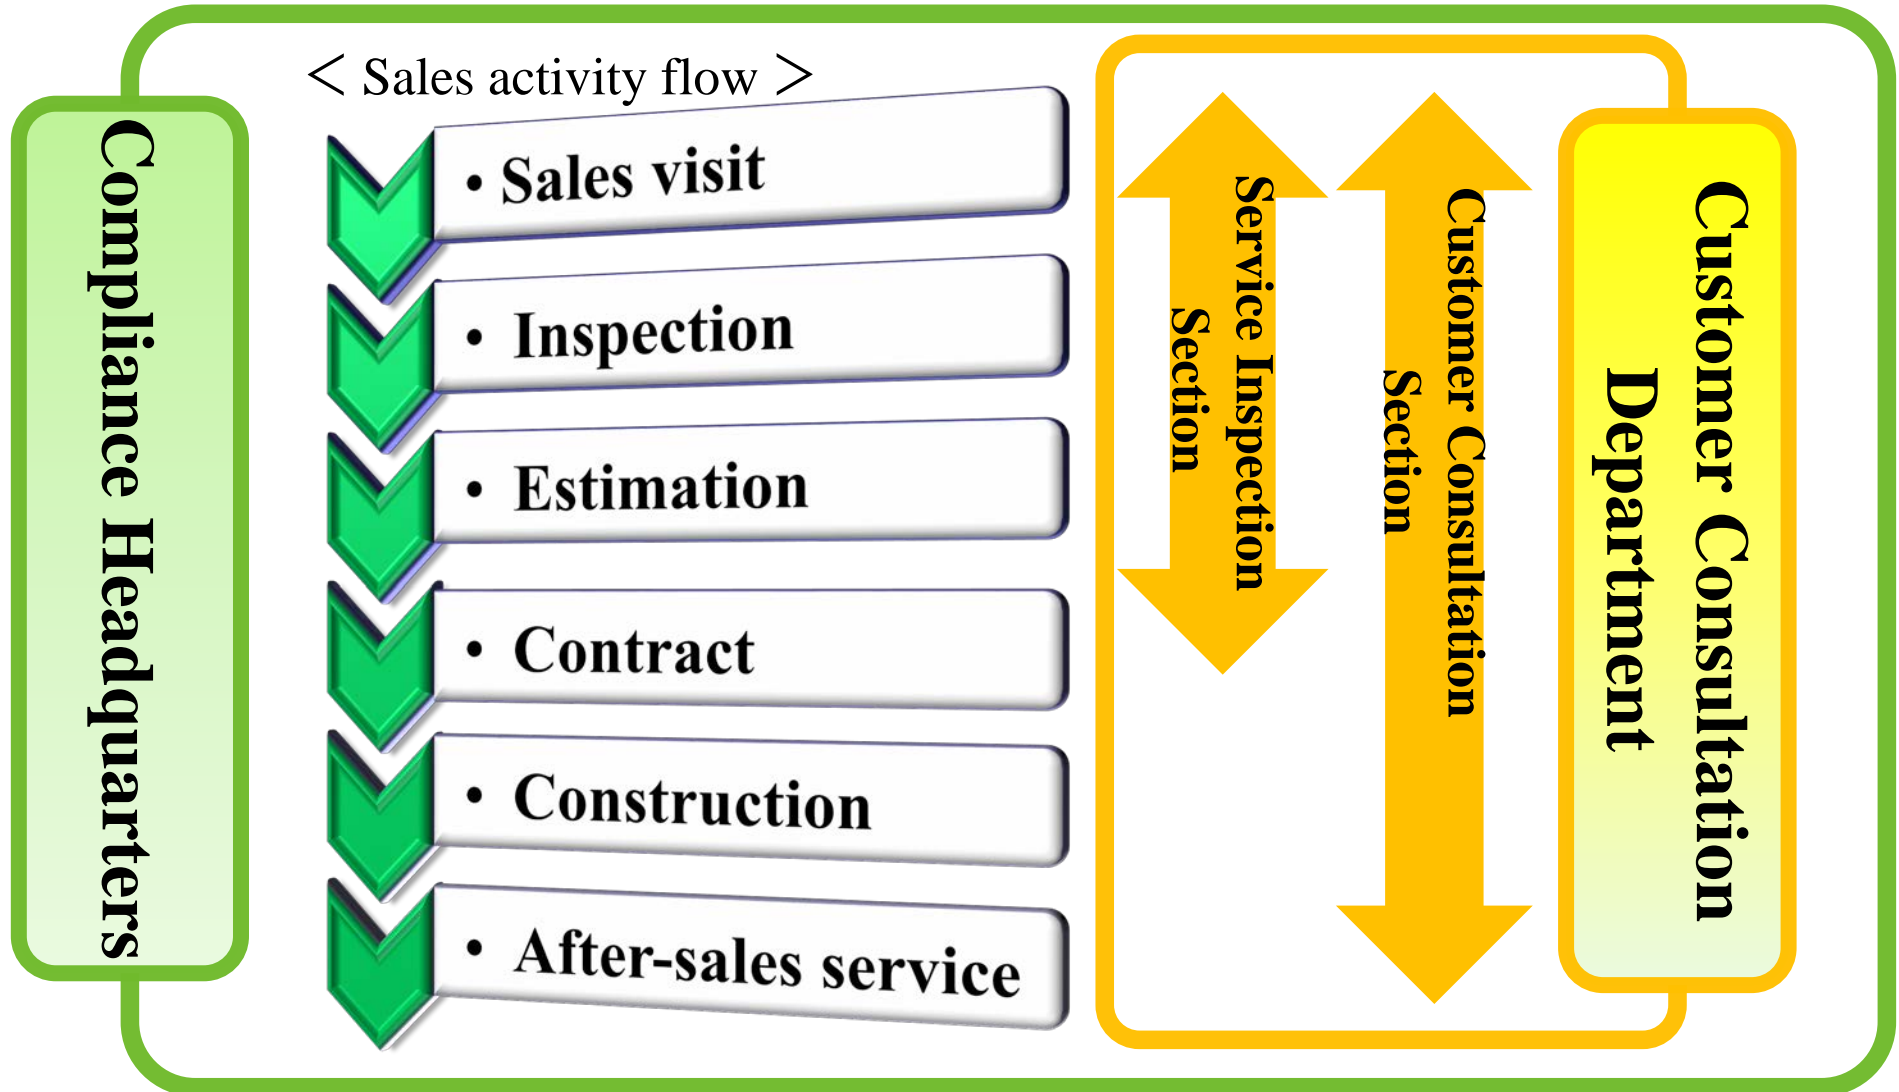 < Sales activity flow >
Compliance Headquarters
• Sales visit
• Inspection
• Estimation
• Contract
• Construction
• After-sales service
Service Inspection
Section
Customer Consultation
Section
Customer Consultation
Department